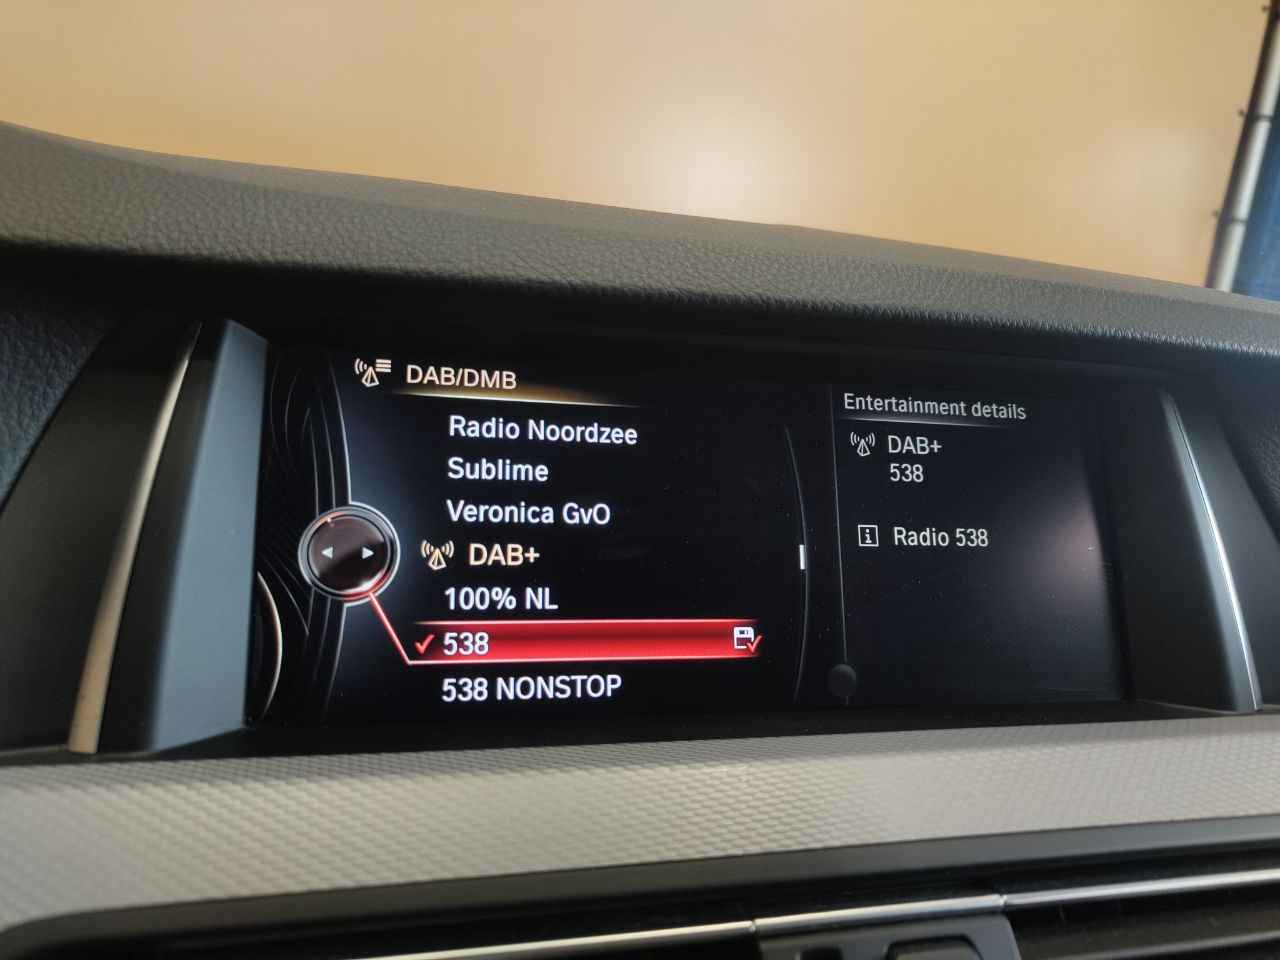 DAB/DMB
Radio Noordzee
Sublime
Veronica GvO
DAB+
100% NL
538
538 NONSTOP
Entertainment details
DAB+
538
Radio 538